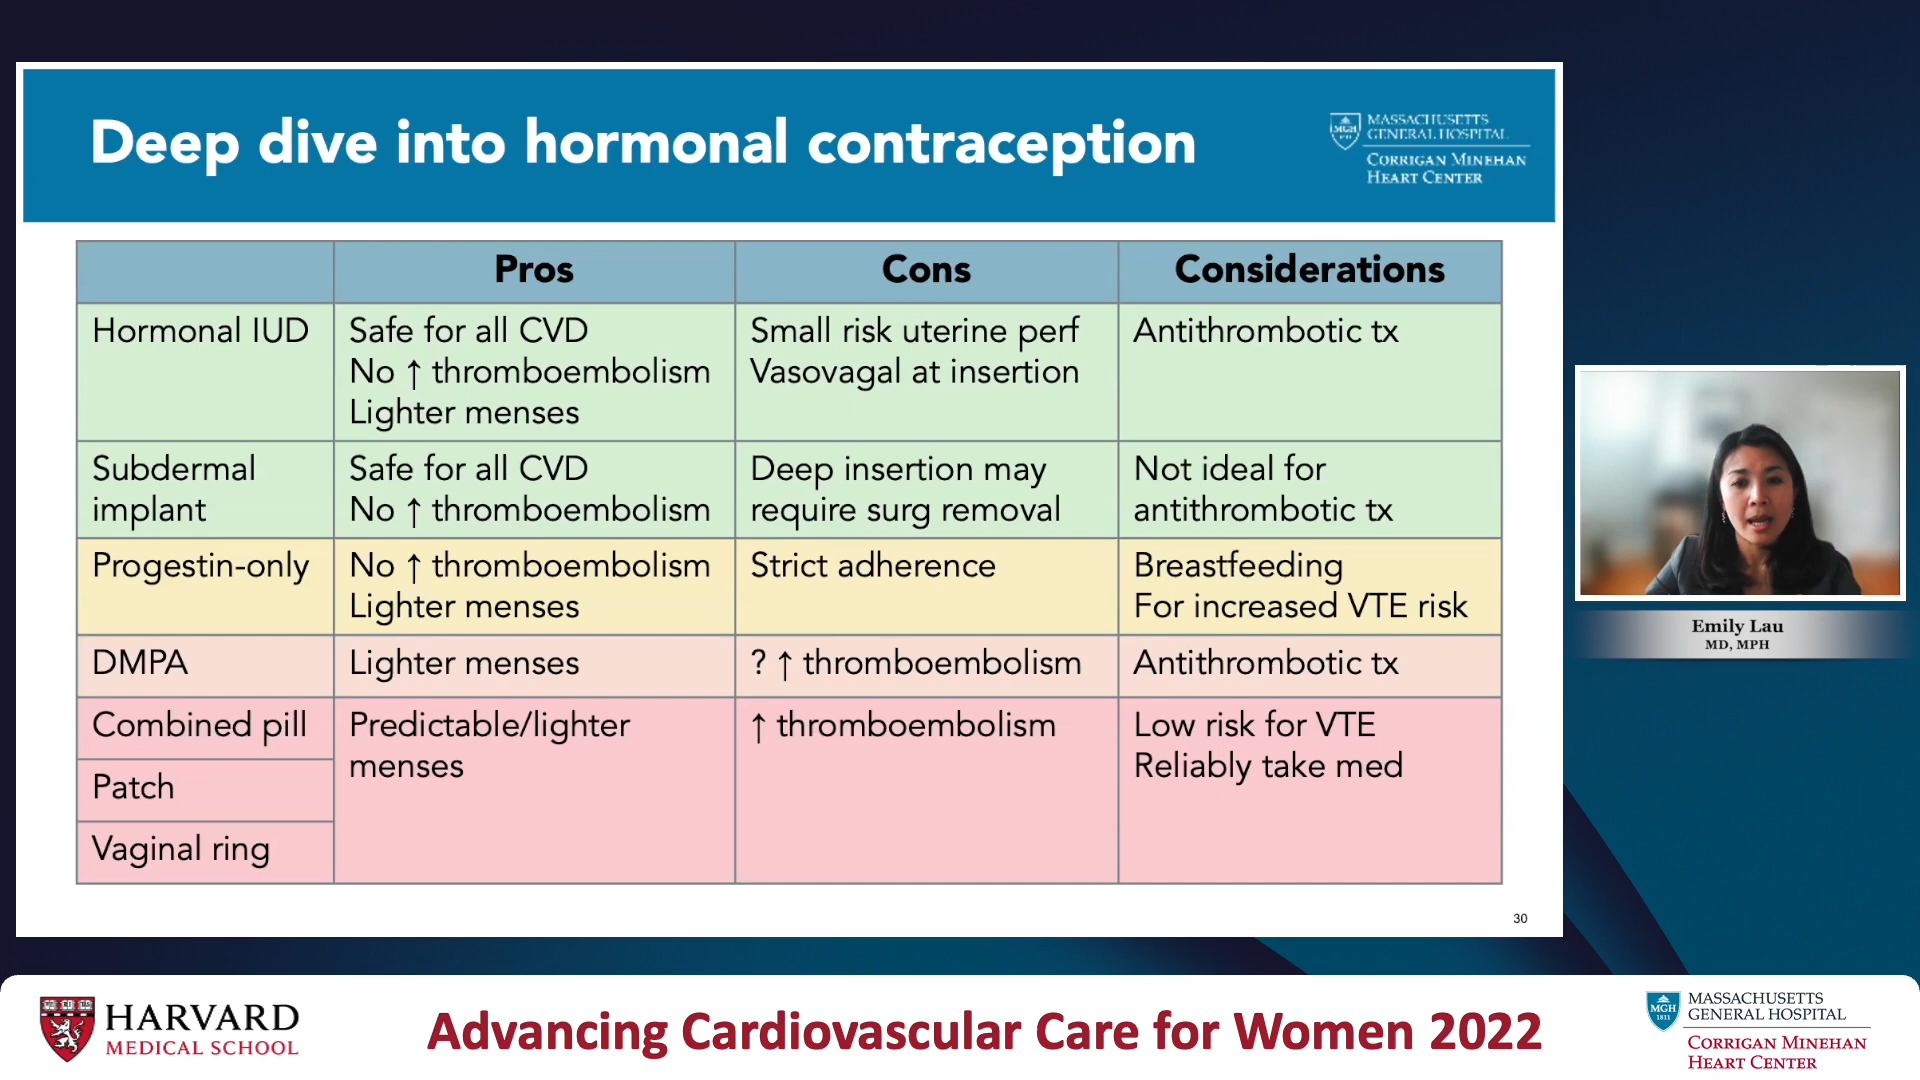 Deep dive into hormonal contraception
MASSACHUSETTS
GENERAL HOSPITAL
CORRIGAN MINEHAN
HEART CENTER
MGH
1811
Pros
Cons
Considerations
Hormonal IUD
Safe for all CVD
No ↑ thromboembolism
Lighter menses
Small risk uterine perf
Vasovagal at insertion
Antithrombotic tx
Subdermal
implant
Safe for all CVD
No ↑ thromboembolism
Deep insertion may
require surg removal
Not ideal for
antithrombotic tx
Progestin-only
No ↑ thromboembolism
Lighter menses
Strict adherence
Breastfeeding
For increased VTE risk
DMPA
Lighter menses
? ↑ thromboembolism
Antithrombotic tx
Combined pill
Patch
Vaginal ring
Predictable/lighter
menses
↑ thromboembolism
Low risk for VTE
Reliably take med
30
Emily Lau
MD, MPH
HARVARD
MEDICAL SCHOOL
Advancing Cardiovascular Care for Women 2022
MGH
1811
MASSACHUSETTS
GENERAL HOSPITAL
CORRIGAN MINEHAN
HEART CENTER